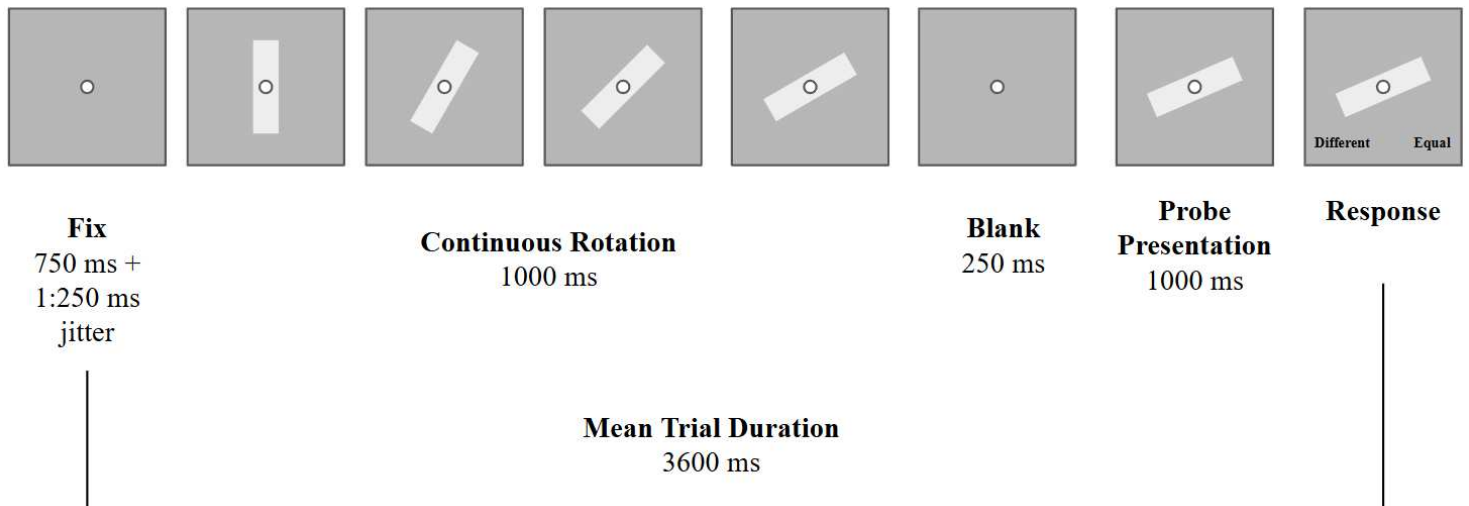 Different Equal
Fix
750 ms +
1:250 ms
jitter
Continuous Rotation
1000 ms
Blank
250 ms
Probe
Presentation
1000 ms
Response
Mean Trial Duration
3600 ms